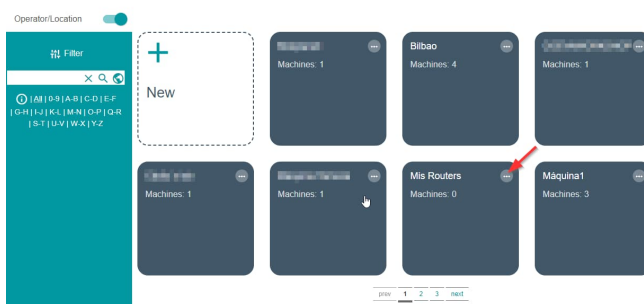 Operator/Location
Filter
| All | 0-9 | A-B | C-D | E-F
| G-H | I-J | K-L | M-N | O-P | Q-R
| S-T | U-V | W-X | Y-Z
New
Machines: 1
Bilbao
Machines: 4
Machines: 1
Machines: 1
Machines: 1
Mis Routers
Machines: 0
Máquina1
Machines: 3
prev 1 2 3 next